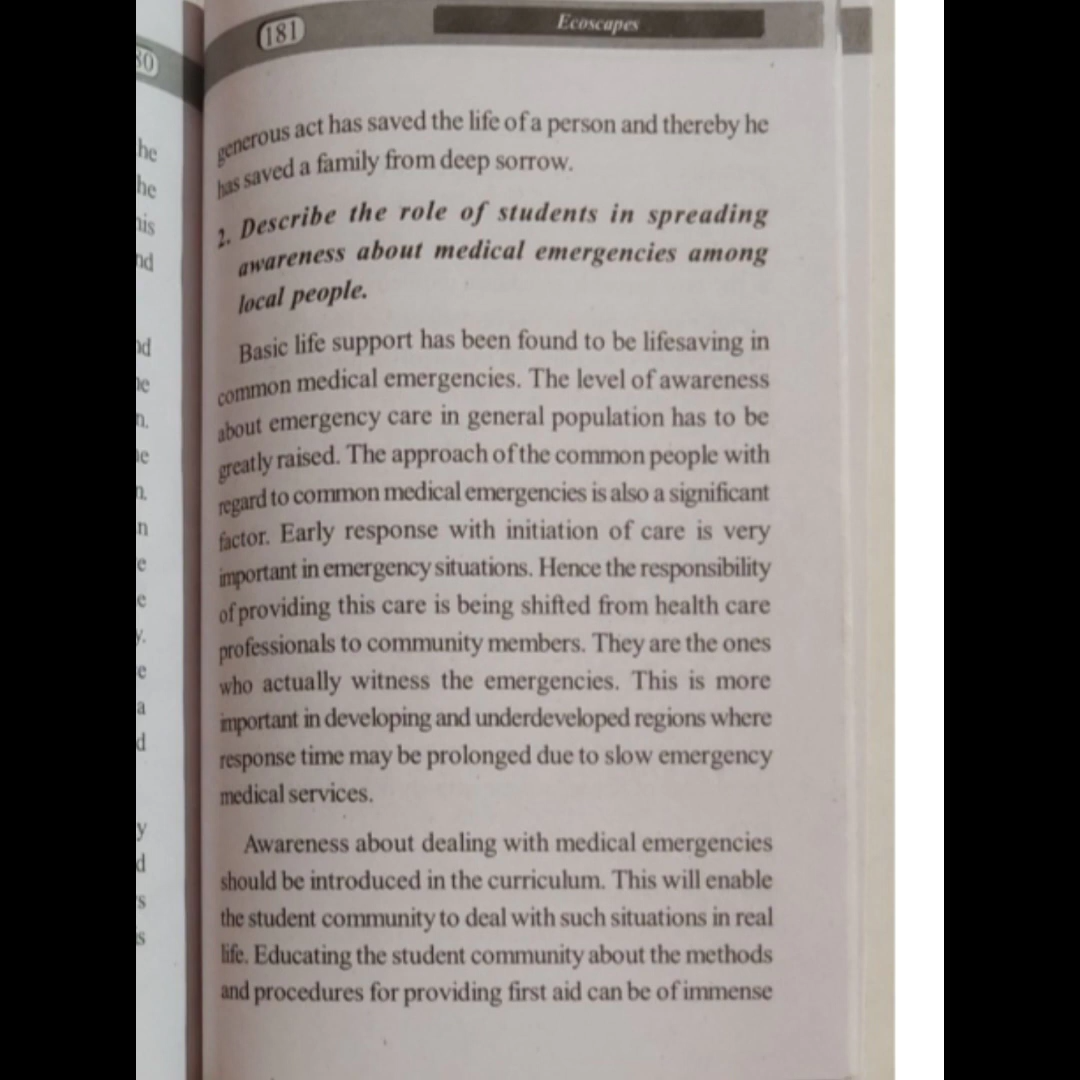 181
Ecoscapes
generous act has saved the life of a person and thereby he
has saved a family from deep sorrow.
2. Describe the role of students in spreading
awareness about medical emergencies among
local people.
Basic life support has been found to be lifesaving in
common medical emergencies. The level of awareness
about emergency care in general population has to be
greatly raised. The approach of the common people with
regard to common medical emergencies is also a significant
factor. Early response with initiation of care is very
important in emergency situations. Hence the responsibility
of providing this care is being shifted from health care
professionals to community members. They are the ones
who actually witness the emergencies. This is more
important in developing and underdeveloped regions where
response time may be prolonged due to slow emergency
medical services.
Awareness about dealing with medical emergencies
should be introduced in the curriculum. This will enable
the student community to deal with such situations in real
life. Educating the student community about the methods
and procedures for providing first aid can be of immense